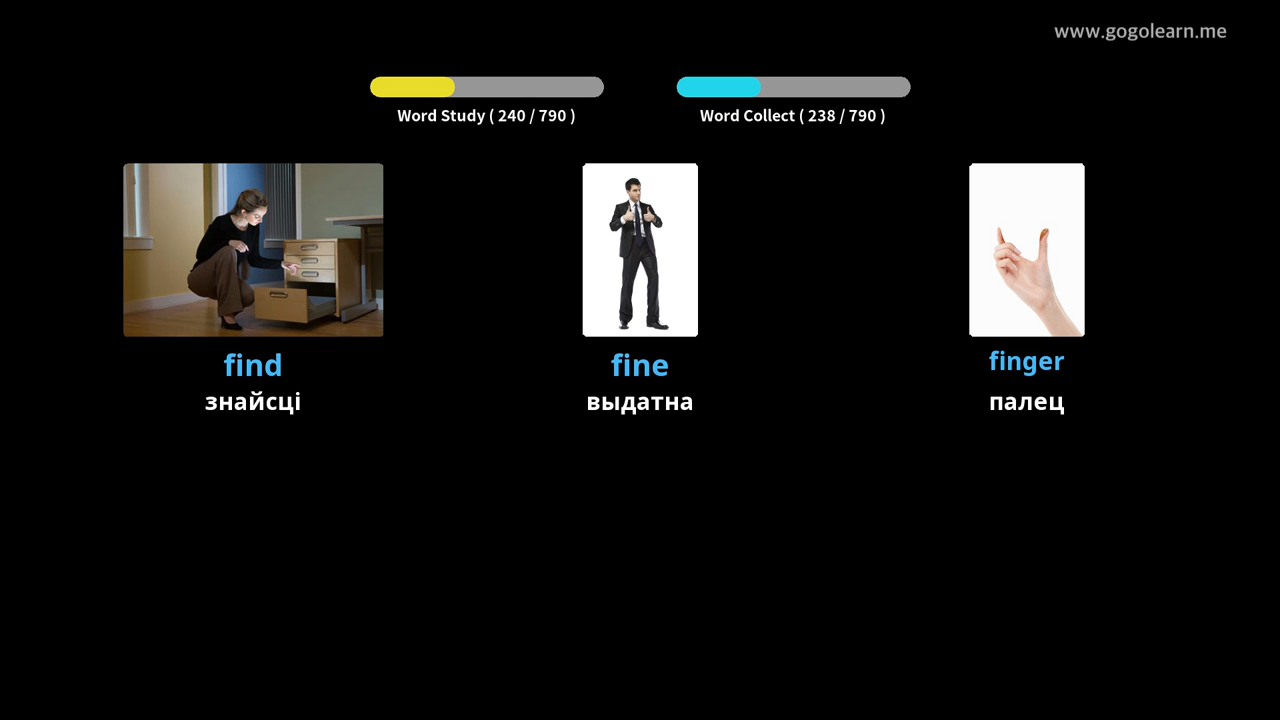 www.gogolearn.me
Word Study ( 240 / 790 )
Word Collect ( 238 / 790 )
find
знайсці
fine
выдатна
finger
палец